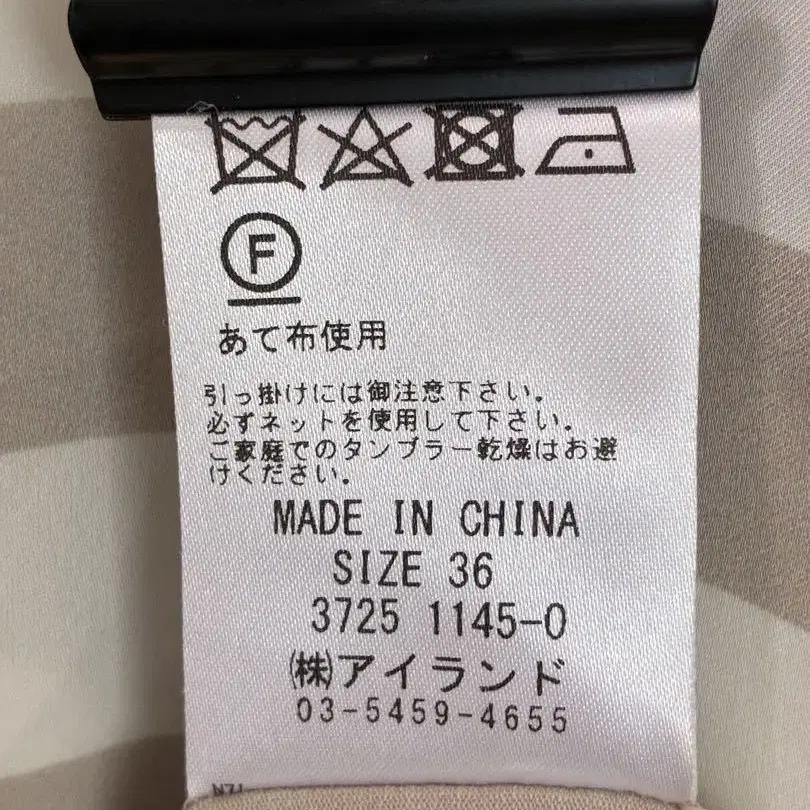 F
あて布使用
引っ掛けには御注意下さい。
必ずネットを使用して下さい。
ご家庭でのタンブラー乾燥はお避
けください。
MADE IN CHINA
SIZE 36
3725 1145-0
㈱アイランド
03-5459-4655